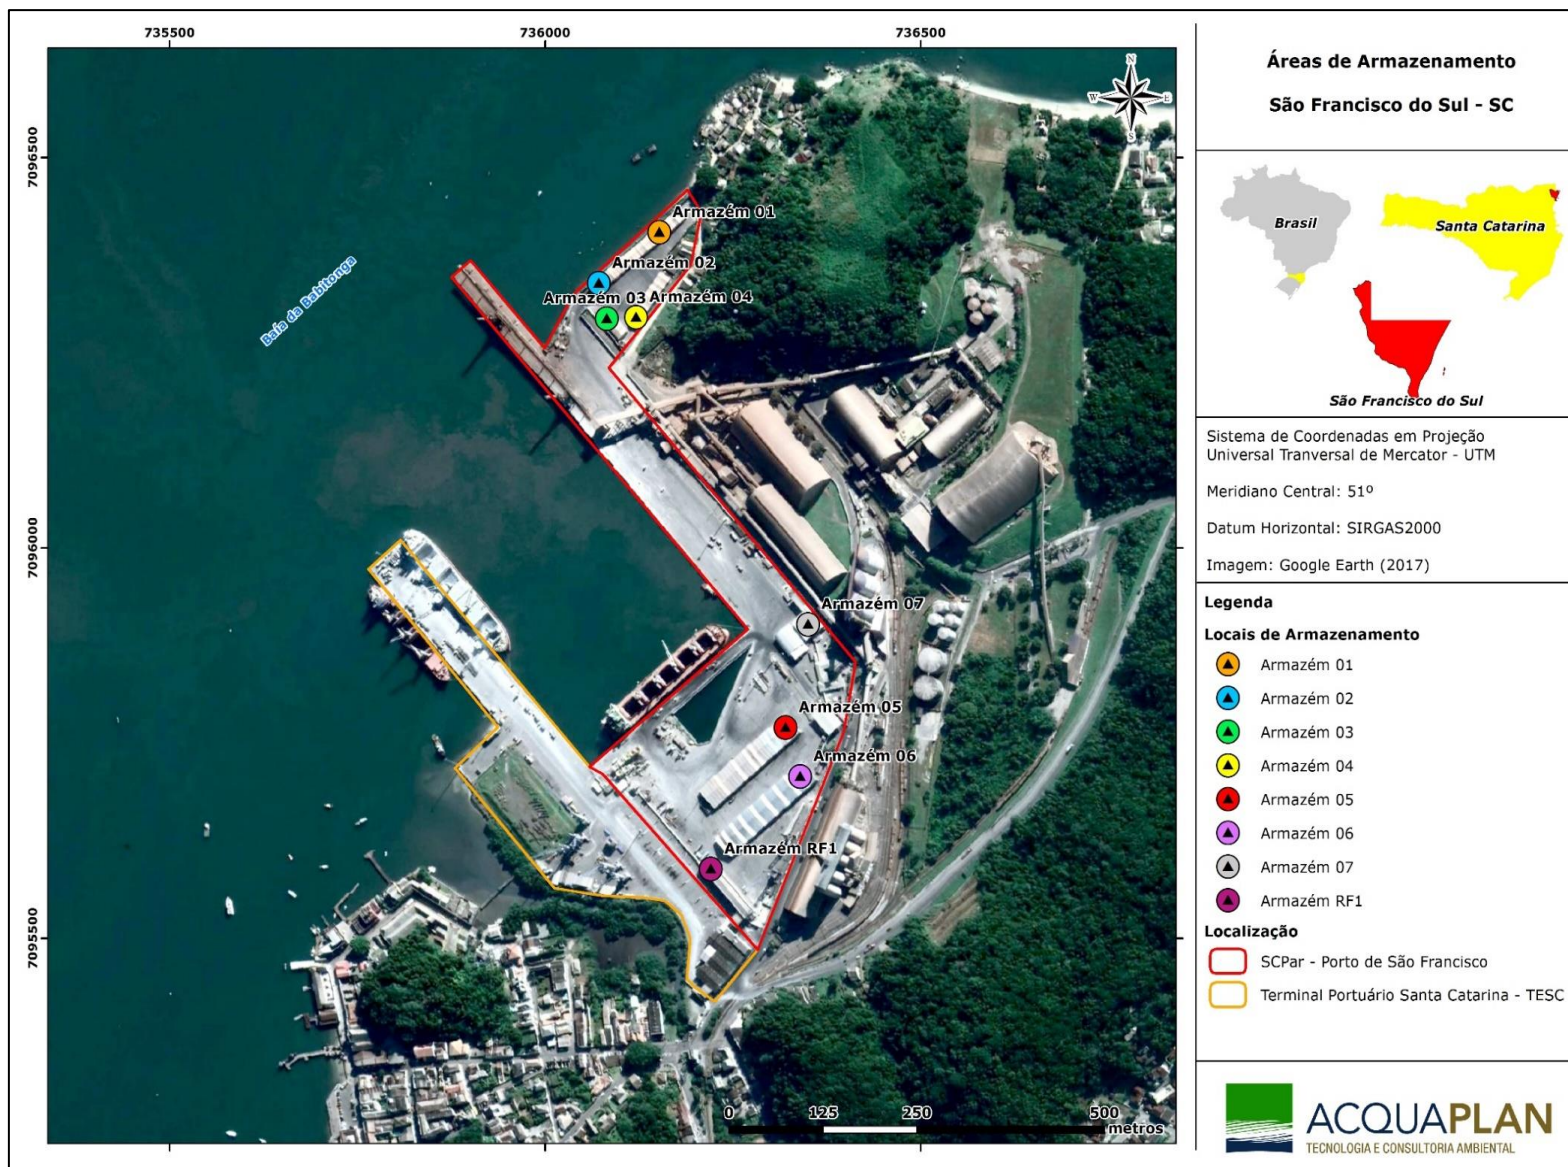 735500
736000
736500
7096500
7096000
7095500
N
W
E
S
Baía da Babitonga
Armazém 01
Armazém 02
Armazém 03
Armazém 04
Armazém 07
Armazém 05
Armazém 06
Armazém RF1
0
125
250
500
metros
Áreas de Armazenamento
São Francisco do Sul - SC
Brasil
Santa Catarina
São Francisco do Sul
Sistema de Coordenadas em Projeção
Universal Tranversal de Mercator - UTM
Meridiano Central: 51º
Datum Horizontal: SIRGAS2000
Imagem: Google Earth (2017)
Legenda
Locais de Armazenamento
Armazém 01
Armazém 02
Armazém 03
Armazém 04
Armazém 05
Armazém 06
Armazém 07
Armazém RF1
Localização
SCPar - Porto de São Francisco
Terminal Portuário Santa Catarina - TESC
ACQUAPLAN
TECNOLOGIA E CONSULTORIA AMBIENTAL